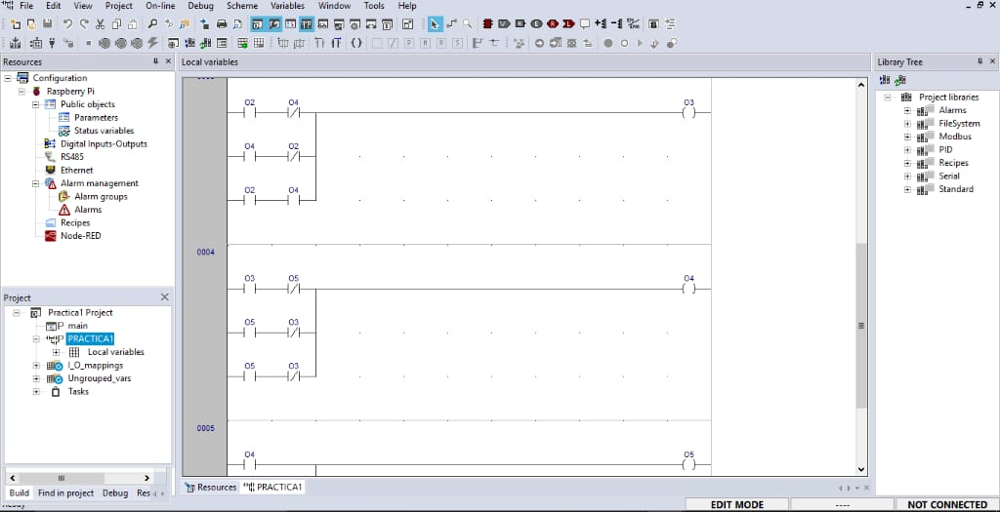 File Edit View Project On-line Debug Scheme Variables Window Tools Help
Resources
Configuration
Raspberry Pi
Public objects
Parameters
Status variables
Digital Inputs-Outputs
RS485
Ethernet
Alarm management
Alarm groups
Alarms
Recipes
Node-RED
Project
Practica1 Project
main
PRACTICA1
Local variables
I_O_mappings
Ungrouped_vars
Tasks
Build Find in project Debug Res
Local variables
O2 O4 O3
O4 O2
O2 O4
0004
O3 O5 O4
O5 O3
O5 O3
0005
O4 O5
Resources PRACTICA1
Library Tree
Project libraries
Alarms
FileSystem
Modbus
PID
Recipes
Serial
Standard
EDIT MODE ---- NOT CONNECTED